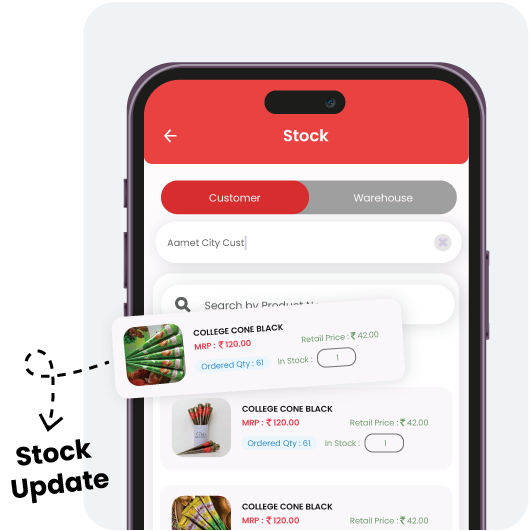 Stock
Customer
Warehouse
Aamet City Cust
Search by Product
COLLEGE CONE BLACK
MRP : ₹ 120.00
Retail Price : ₹ 42.00
Ordered Qty : 61
In Stock :
1
COLLEGE CONE BLACK
MRP : ₹ 120.00
Retail Price : ₹ 42.00
Ordered Qty : 61
In Stock :
1
COLLEGE CONE BLACK
MRP : ₹ 120.00
Retail Price : ₹ 42.00
Stock
Update